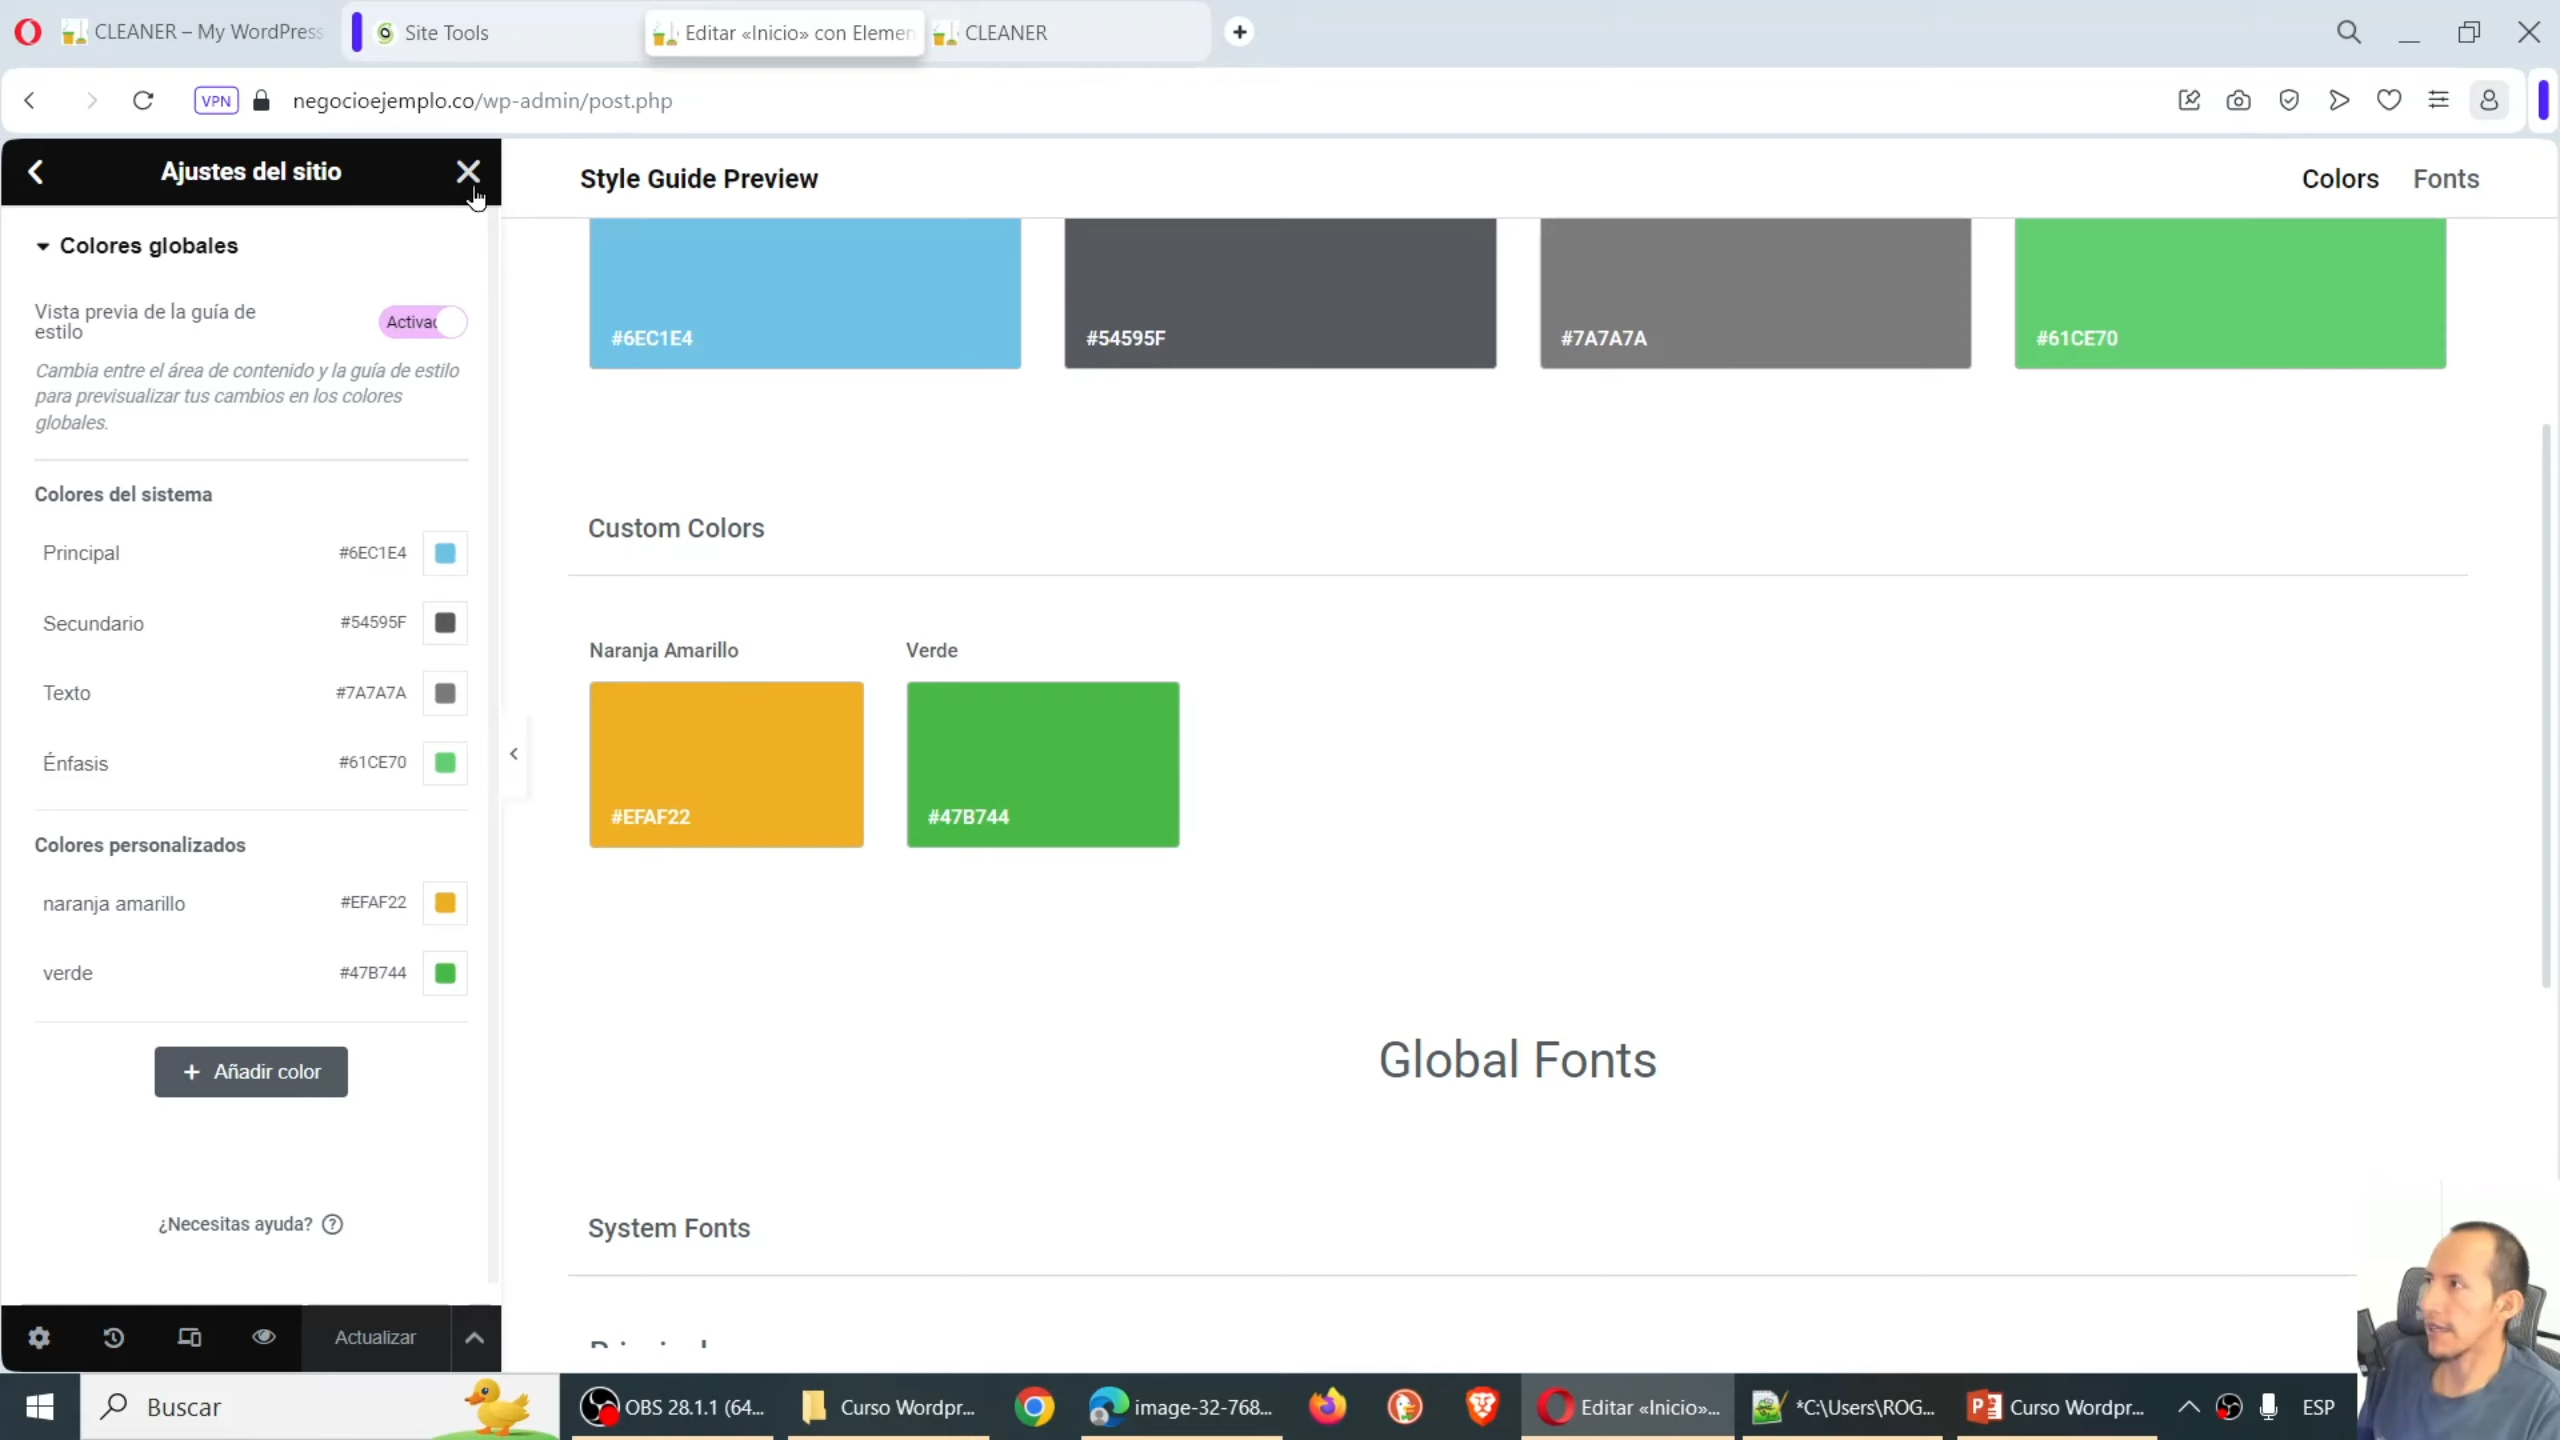 CLEANER – My WordPress
Site Tools
Editar «Inicio» con Elemen
CLEANER
VPN
negocioejemplo.co/wp-admin/post.php
Ajustes del sitio
Colores globales
Vista previa de la guía de
estilo
Activad
Cambia entre el área de contenido y la guía de estilo
para previsualizar tus cambios en los colores
globales.
Colores del sistema
Principal #6EC1E4
Secundario #54595F
Texto #7A7A7A
Énfasis #61CE70
Colores personalizados
naranja amarillo #EFAF22
verde #47B744
+ Añadir color
¿Necesitas ayuda? ?
Actualizar
Style Guide Preview
Colors Fonts
#6EC1E4
#54595F
#7A7A7A
#61CE70
Custom Colors
Naranja Amarillo
Verde
#EFAF22
#47B744
Global Fonts
System Fonts
Buscar
OBS 28.1.1 (64...
Curso Wordpr...
image-32-768...
Editar «Inicio»...
*C:\Users\ROG...
Curso Wordpr...
ESP